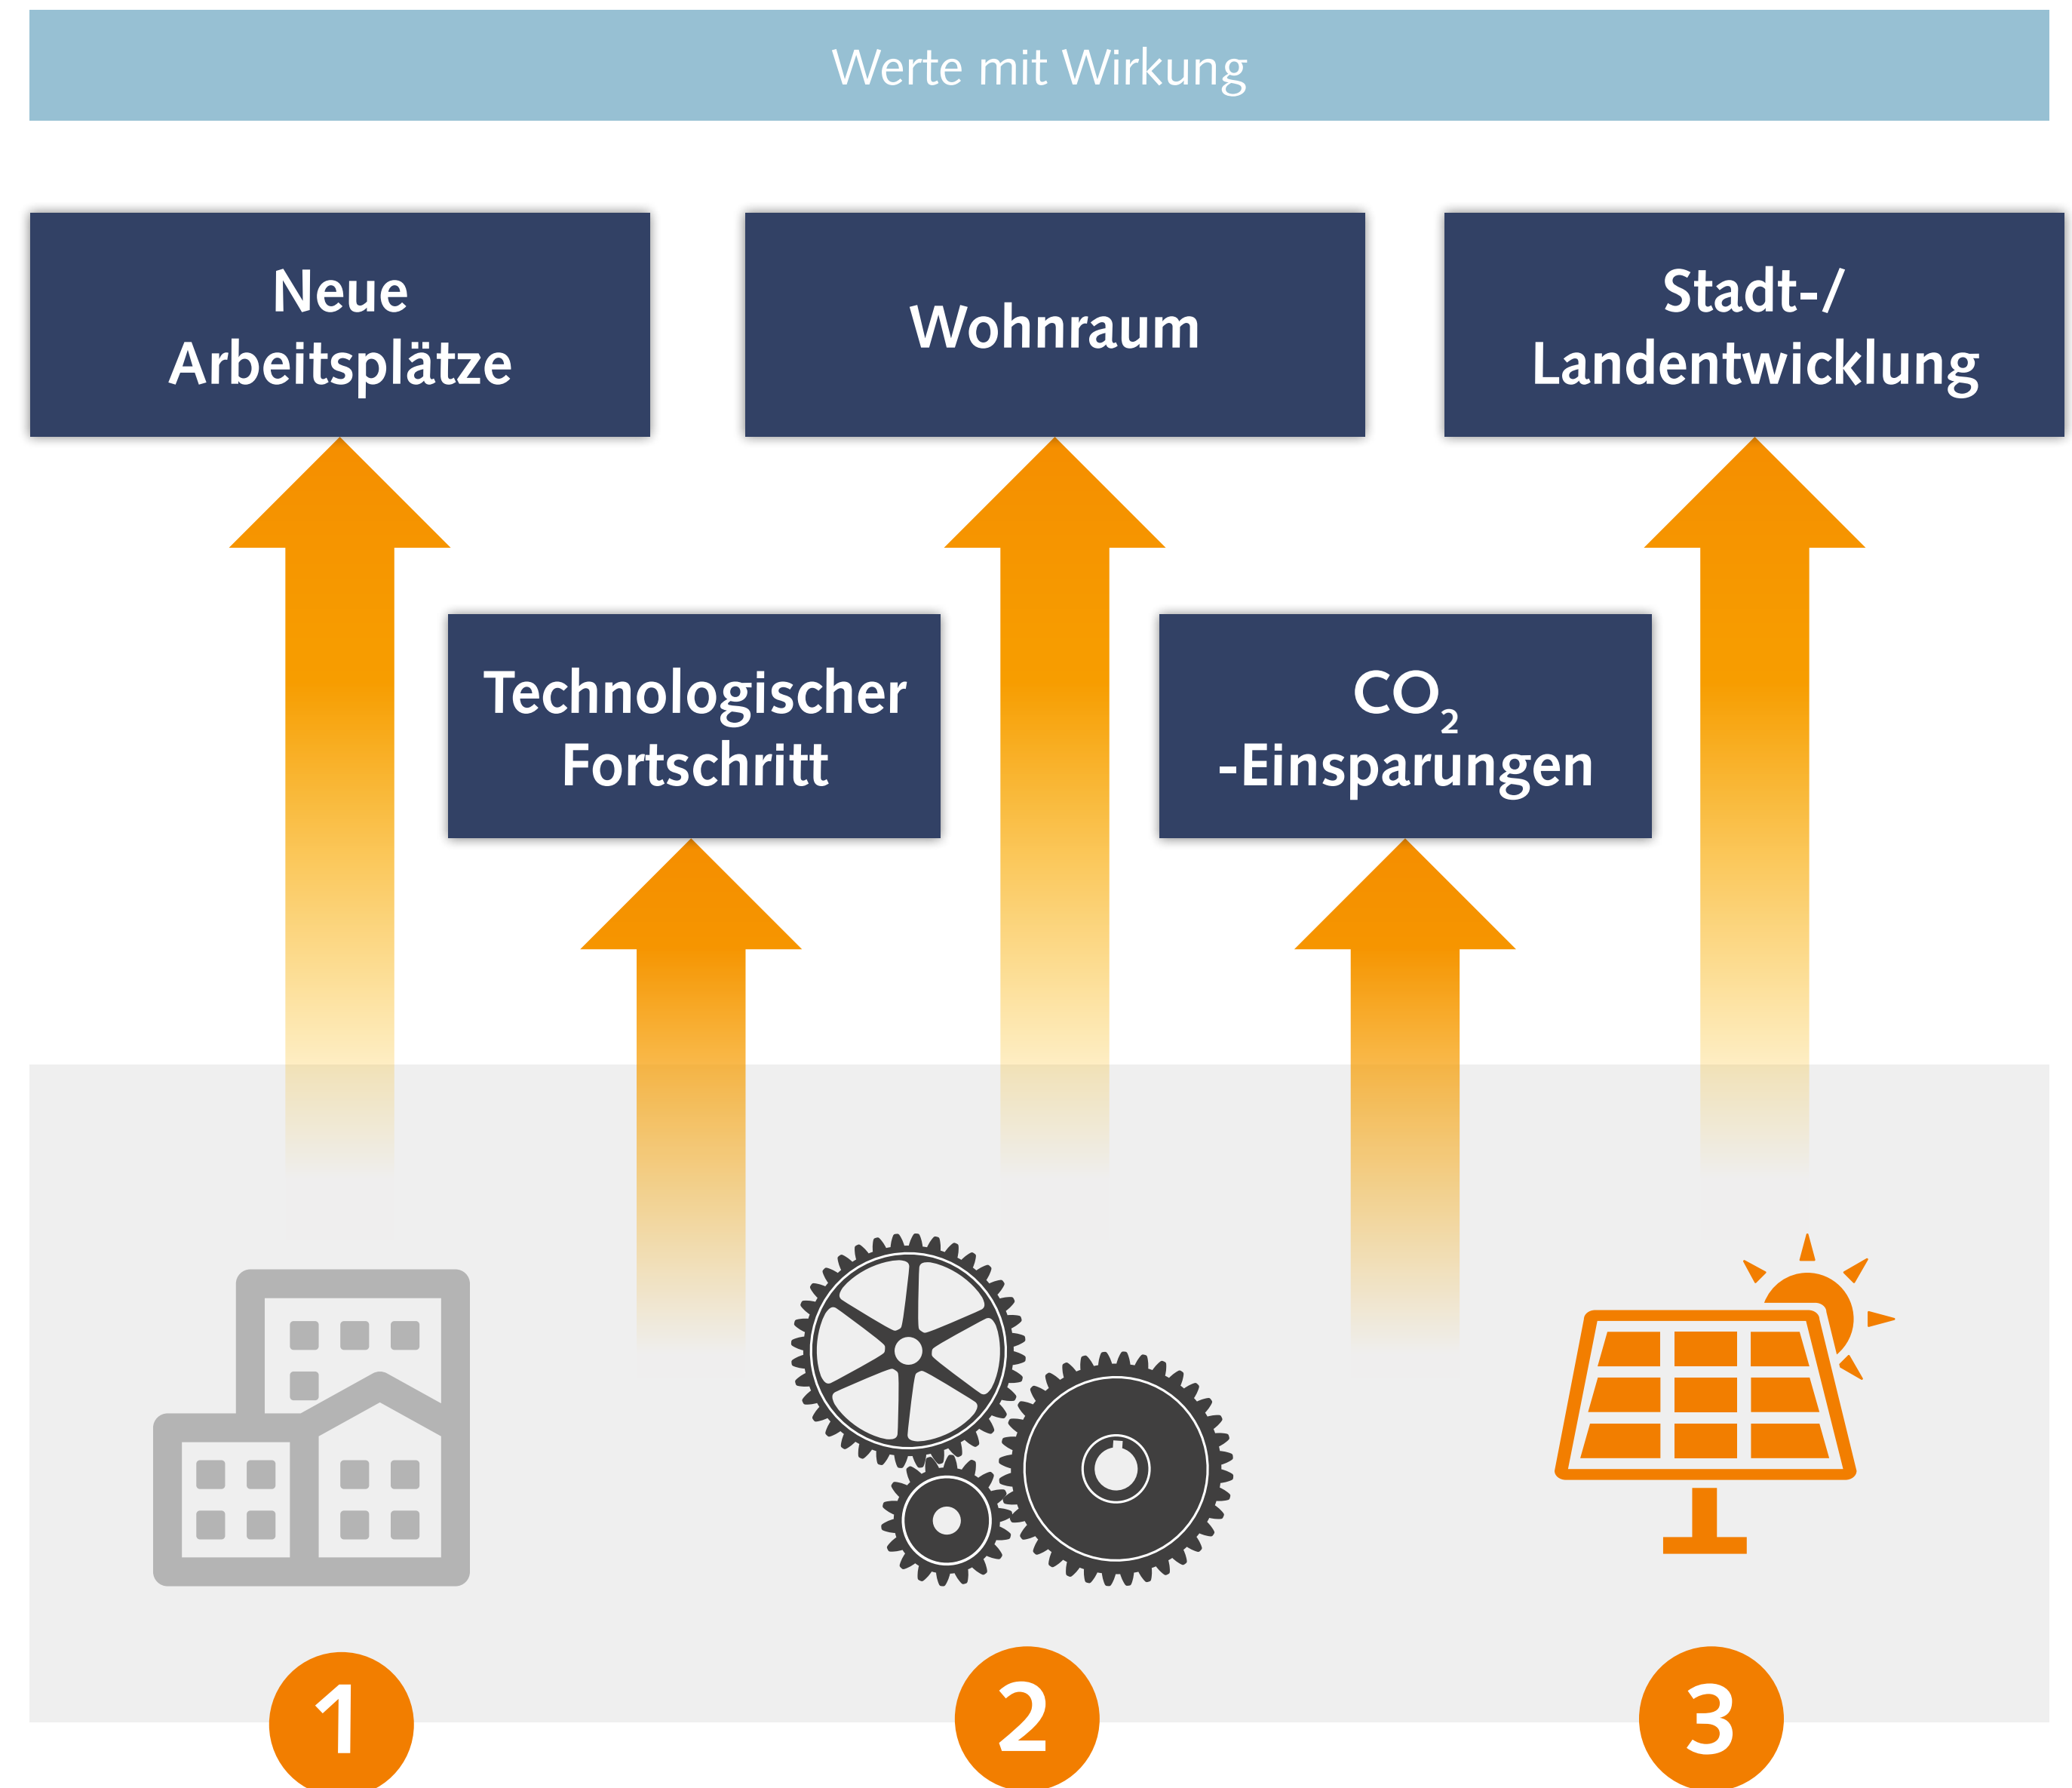 Werte mit Wirkung
Neue
Arbeitsplätze
Wohnraum
Stadt-/
Landentwicklung
Technologischer
Fortschritt
CO₂
-Einsparungen
1
2
3